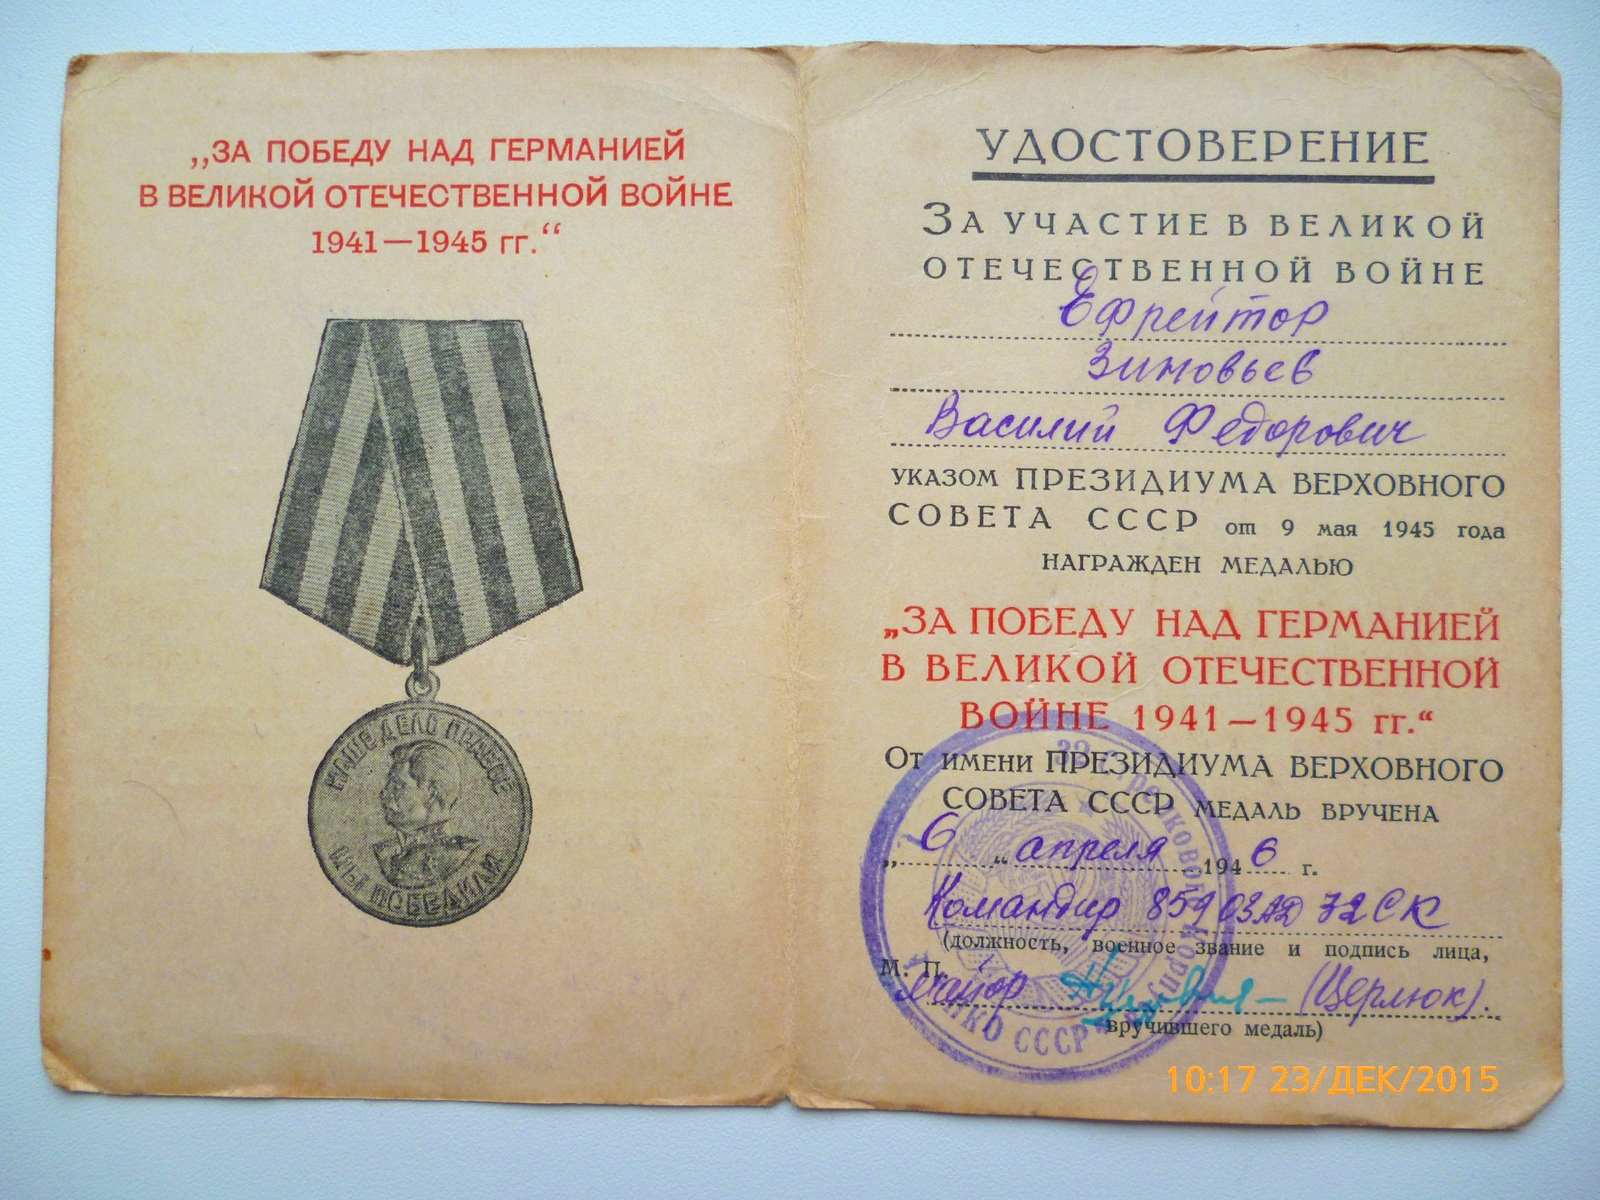 „ЗА ПОБЕДУ НАД ГЕРМАНИЕЙ
В ВЕЛИКОЙ ОТЕЧЕСТВЕННОЙ ВОЙНЕ
1941—1945 гг.“
НАШЕ ДЕЛО ПРАВОЕ
МЫ ПОБЕДИЛИ
УДОСТОВЕРЕНИЕ
ЗА УЧАСТИЕ В ВЕЛИКОЙ
ОТЕЧЕСТВЕННОЙ ВОЙНЕ
Ефрейтор
Зиновьев
Василий Федорович
УКАЗОМ ПРЕЗИДИУМА ВЕРХОВНОГО
СОВЕТА СССР от 9 мая 1945 года
НАГРАЖДЕН МЕДАЛЬЮ
„ЗА ПОБЕДУ НАД ГЕРМАНИЕЙ
В ВЕЛИКОЙ ОТЕЧЕСТВЕННОЙ
ВОЙНЕ 1941—1945 гг.“
ОТ ИМЕНИ ПРЕЗИДИУМА ВЕРХОВНОГО
СОВЕТА СССР МЕДАЛЬ ВРУЧЕНА
„6“ апреля 1946 г.
Командир 859 ОЗАД 72 СК
(должность, военное звание и подпись лица,
М. П.
майор (Церлюк).
вручившего медаль)
НКО СССР
10:17 23/ДЕК/2015